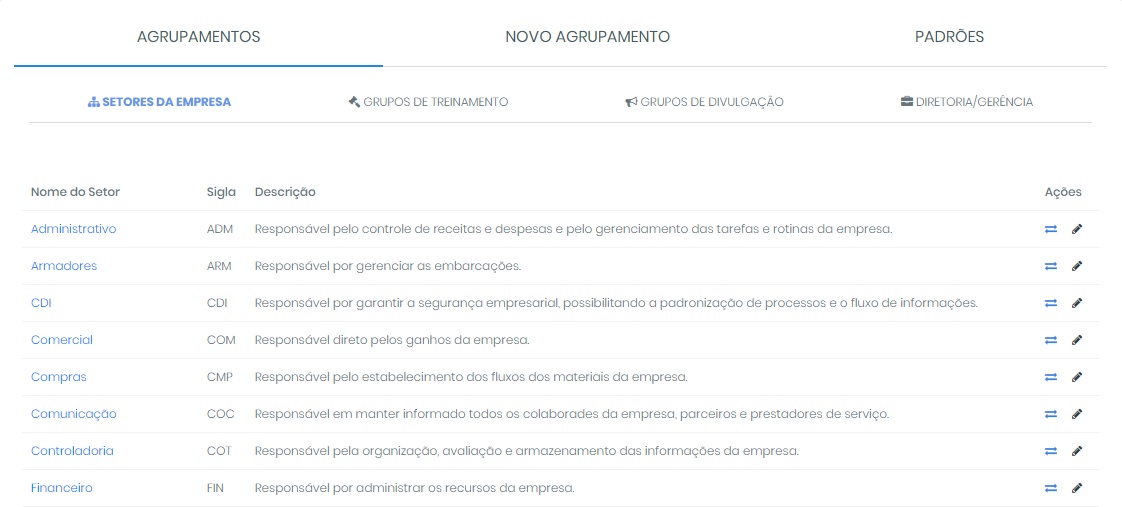 AGRUPAMENTOS NOVO AGRUPAMENTO PADRÕES
SETORES DA EMPRESA GRUPOS DE TREINAMENTO GRUPOS DE DIVULGAÇÃO DIRETORIA/GERÊNCIA
Nome do Setor Sigla Descrição Ações
Administrativo ADM Responsável pelo controle de receitas e despesas e pelo gerenciamento das tarefas e rotinas da empresa.
Armadores ARM Responsável por gerenciar as embarcações.
CDI CDI Responsável por garantir a segurança empresarial, possibilitando a padronização de processos e o fluxo de informações.
Comercial COM Responsável direto pelos ganhos da empresa.
Compras CMP Responsável pelo estabelecimento dos fluxos dos materiais da empresa.
Comunicação COC Responsável em manter informado todos os colaborades da empresa, parceiros e prestadores de serviço.
Controladoria COT Responsável pela organização, avaliação e armazenamento das informações da empresa.
Financeiro FIN Responsável por administrar os recursos da empresa.